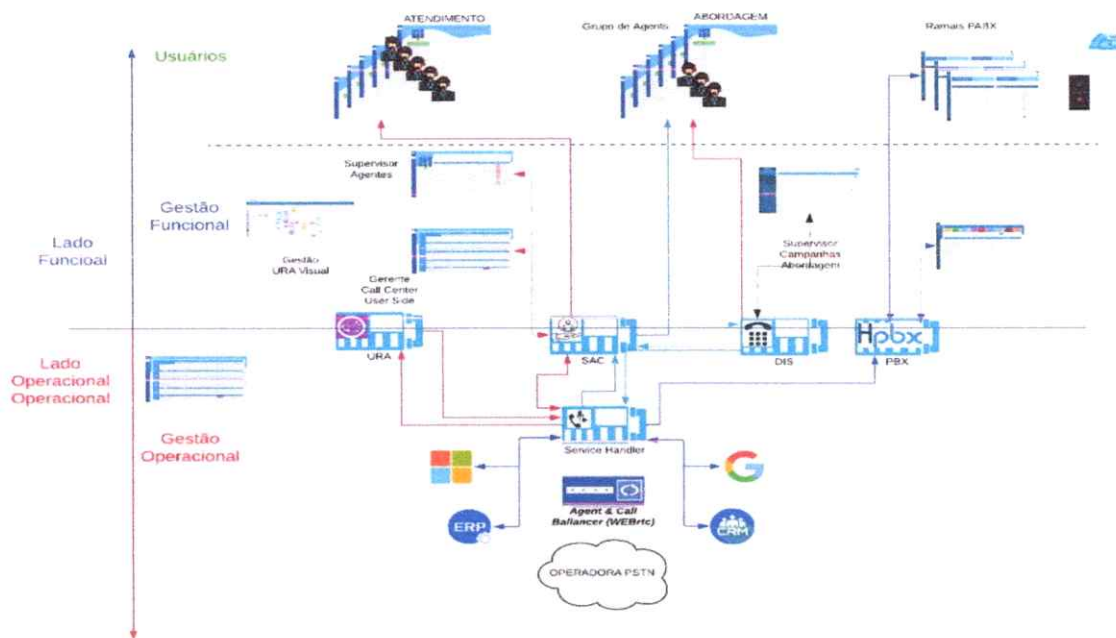 ATENDIMENTO
Grupo de Agents
ABORDAGEM
Ramais PABX
Usuários
Supervisor
Agentes
Gestão
Funcional
Lado
Funcioal
Gestão
URA Visual
Gerente
Call Center
User Side
Supervisor
Campanhas
Abordagem
URA
SAC
DIS
Hpbx
PBX
Lado
Operacional
Operacional
Gestão
Operacional
Service Handler
G
ERP
Agent & Call
Ballancer (WEBrtc)
CRM
OPERADORA PSTN